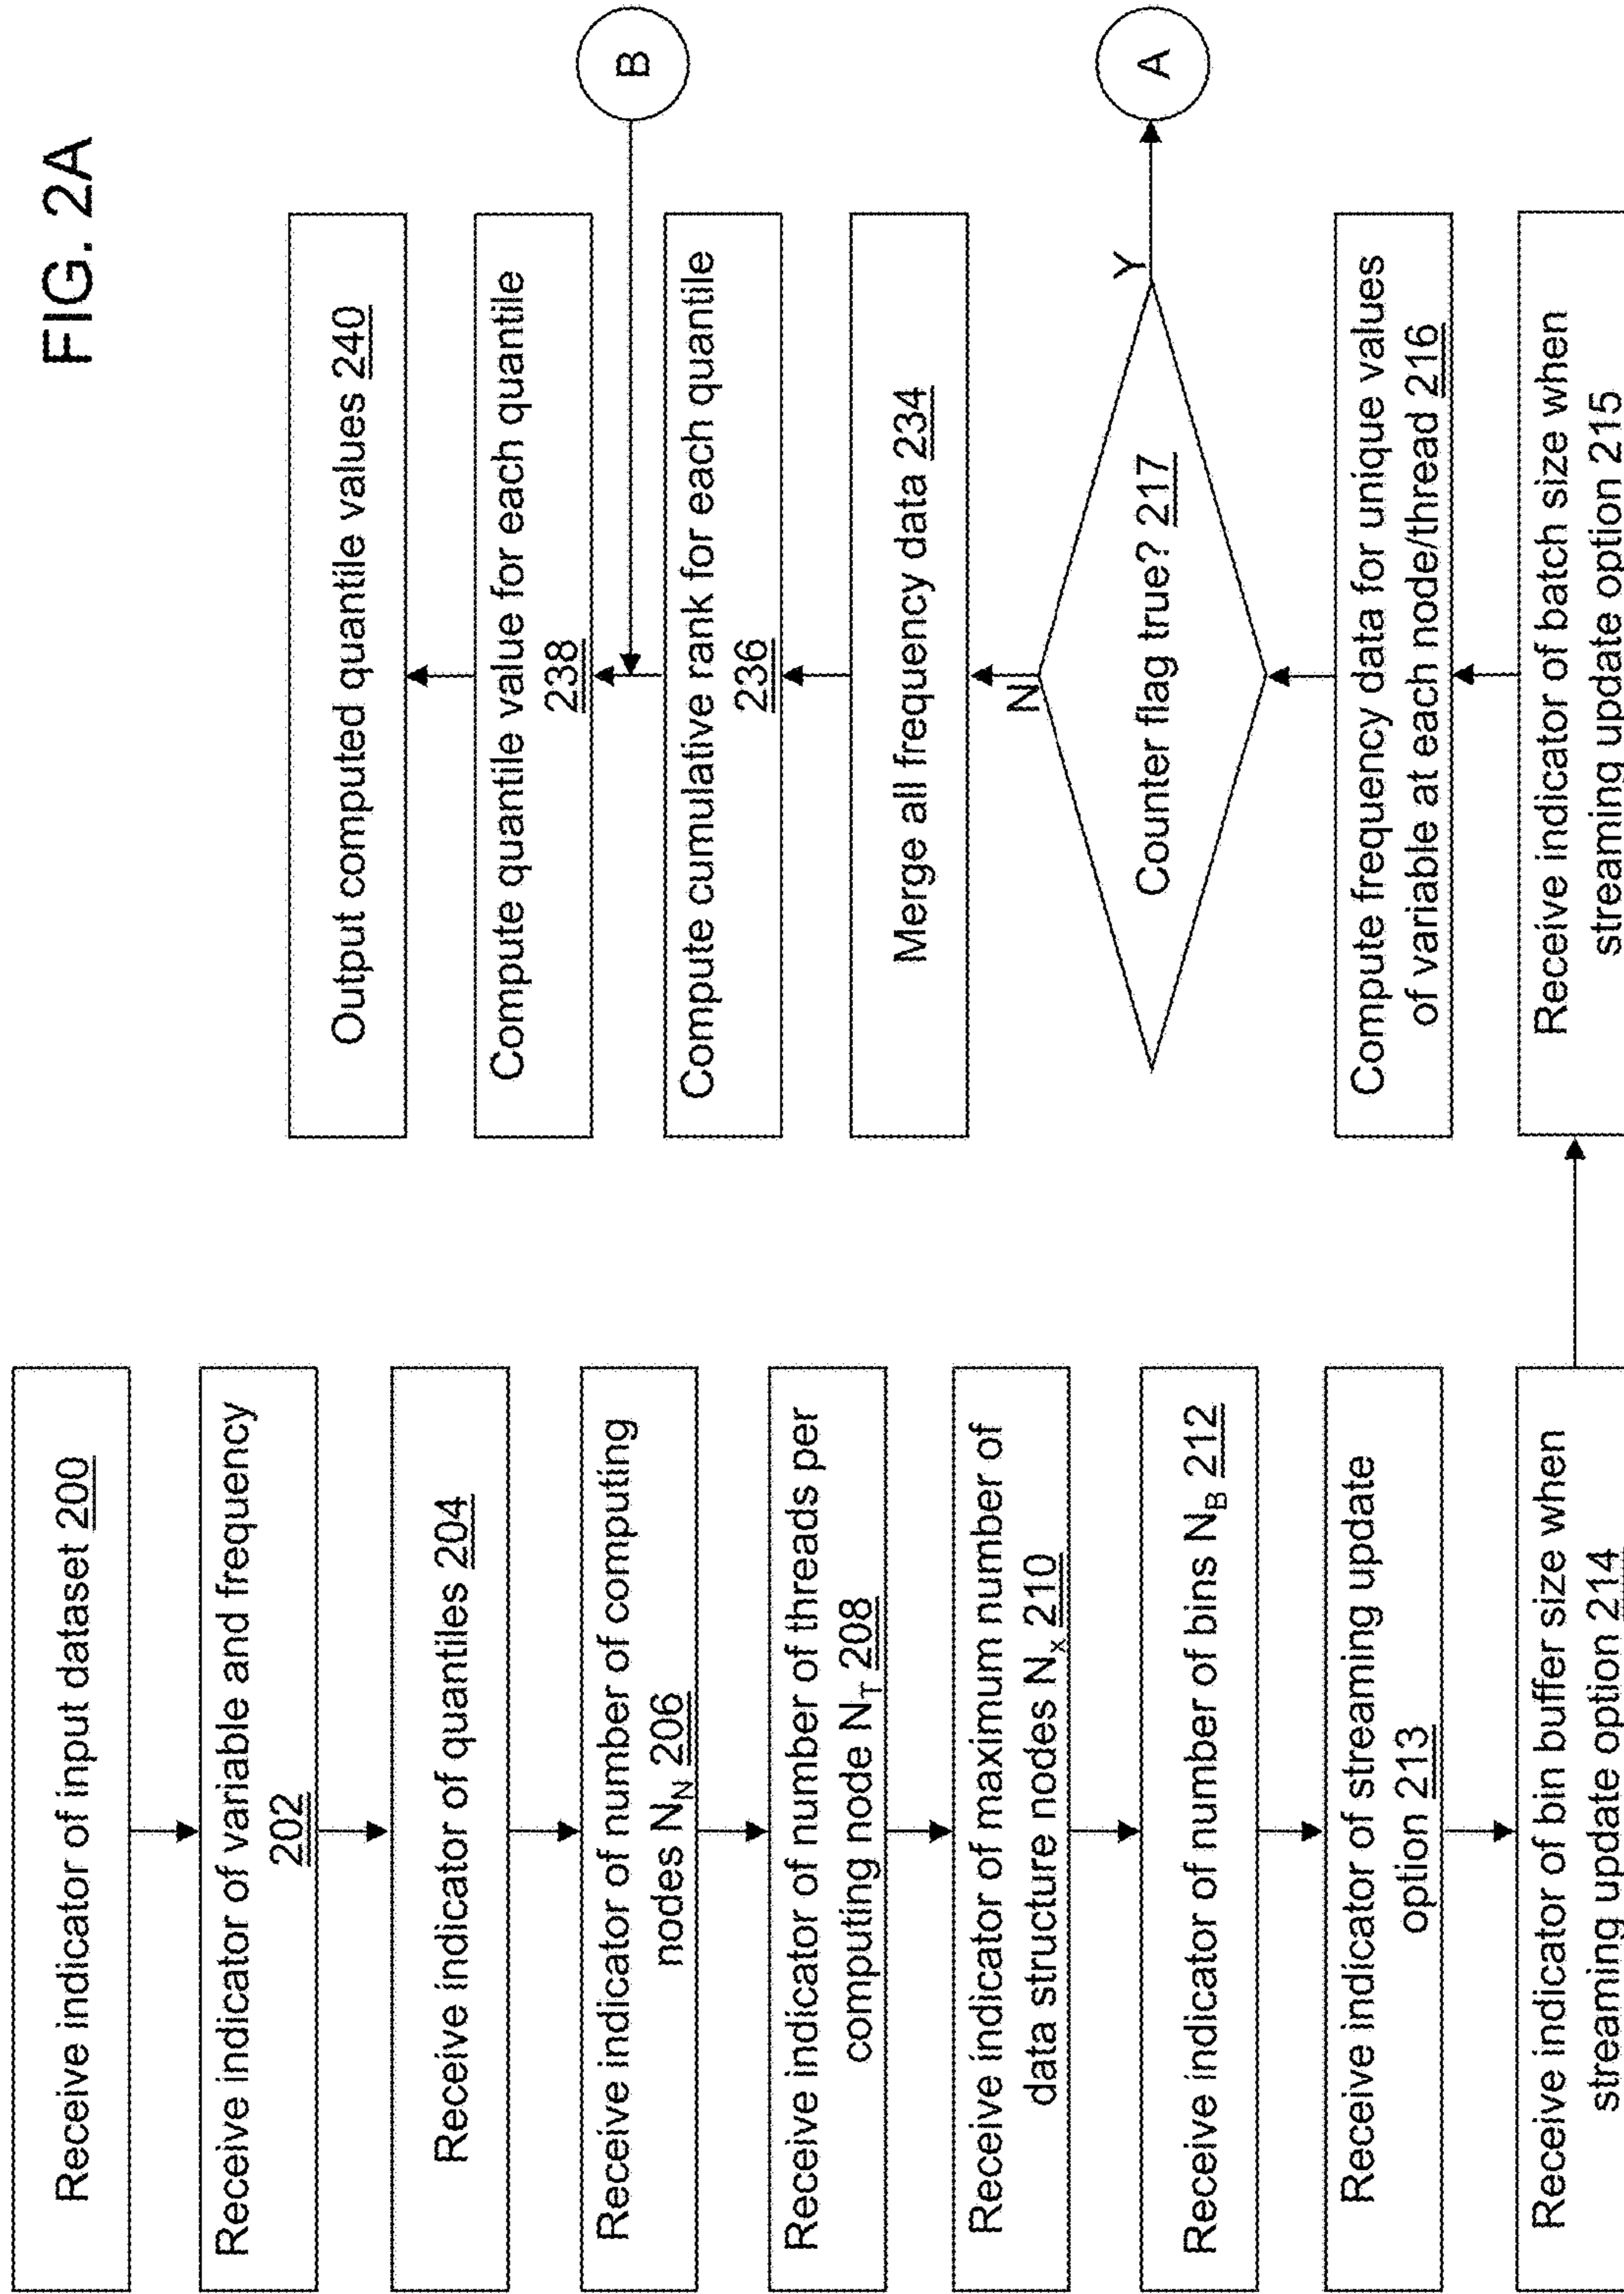 FIG. 2A
Receive indicator of input dataset 200
Receive indicator of variable and frequency
202
Receive indicator of quantiles 204
Receive indicator of number of computing
nodes N_N 206
Receive indicator of number of threads per
computing node N_T 208
Receive indicator of maximum number of
data structure nodes N_x 210
Receive indicator of number of bins N_B 212
Receive indicator of streaming update
option 213
Receive indicator of bin buffer size when
streaming update option 214
Receive indicator of batch size when
streaming update option 215
Compute frequency data for unique values
of variable at each node/thread 216
Counter flag true? 217
Y
A
N
Merge all frequency data 234
Compute cumulative rank for each quantile
236
B
Compute quantile value for each quantile
238
Output computed quantile values 240